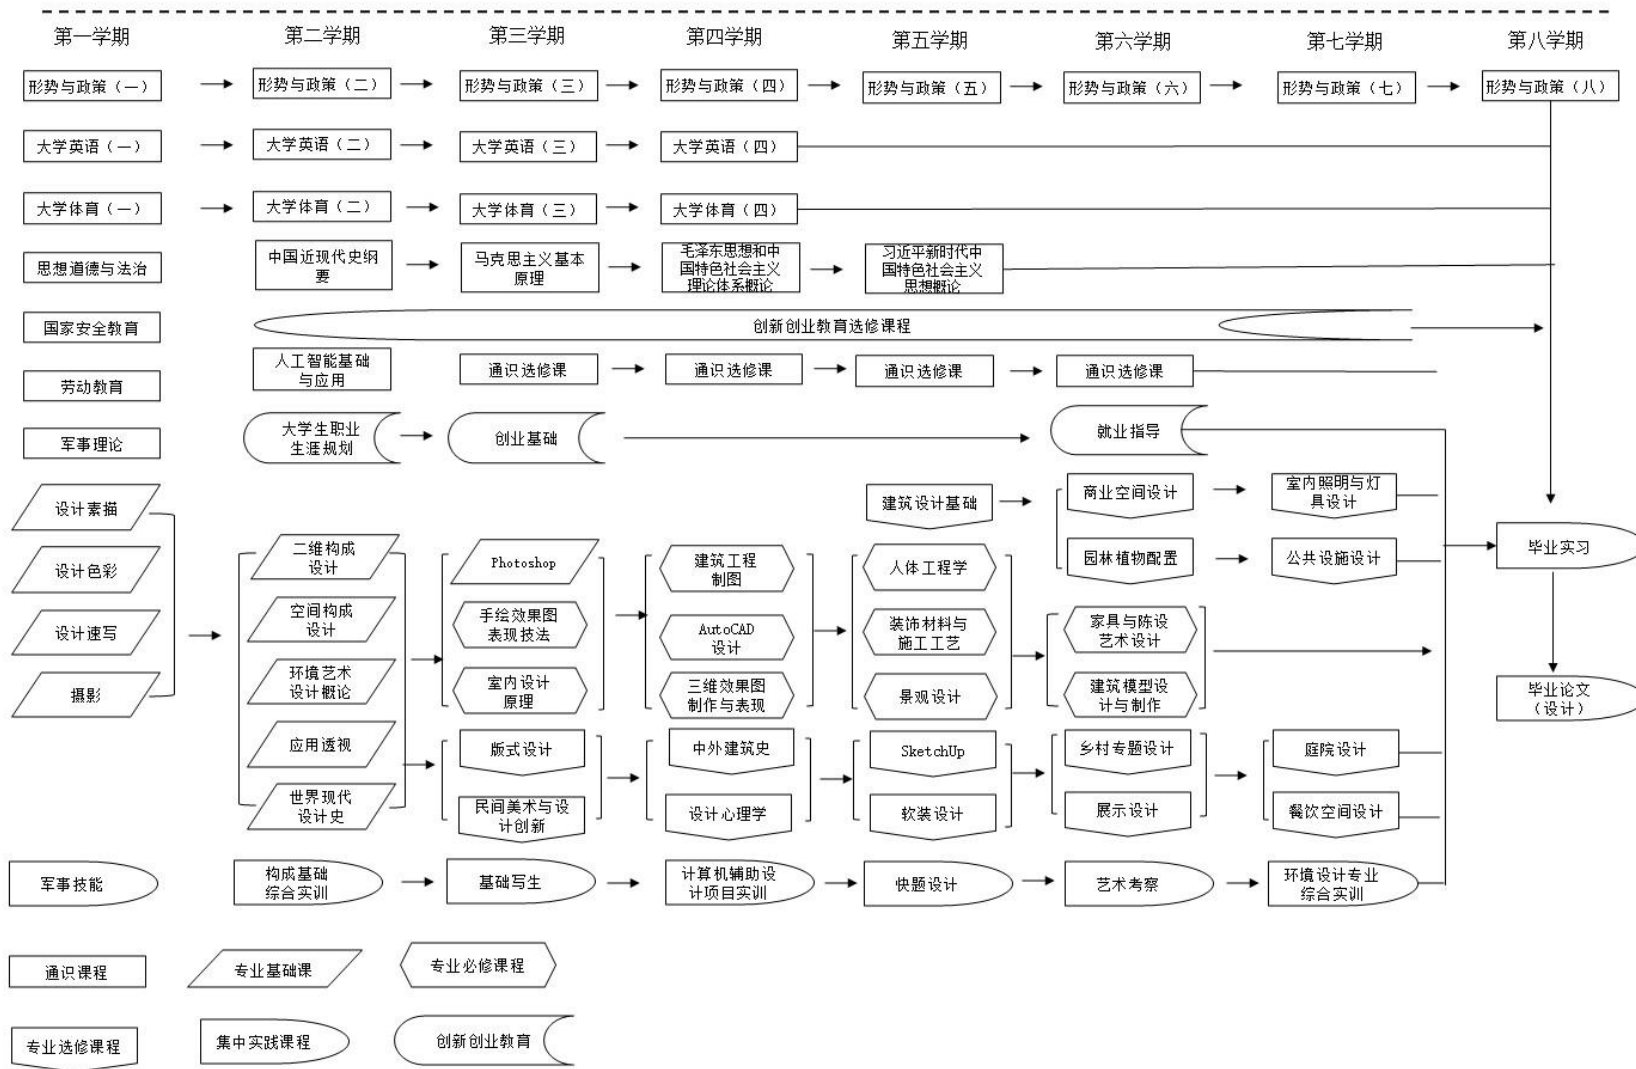 第一学期
第二学期
第三学期
第四学期
第五学期
第六学期
第七学期
第八学期
形势与政策（一）
形势与政策（二）
形势与政策（三）
形势与政策（四）
形势与政策（五）
形势与政策（六）
形势与政策（七）
形势与政策（八）
大学英语（一）
大学英语（二）
大学英语（三）
大学英语（四）
大学体育（一）
大学体育（二）
大学体育（三）
大学体育（四）
思想道德与法治
中国近现代史纲
要
马克思主义基本
原理
毛泽东思想和中
国特色社会主义
理论体系概论
习近平新时代中
国特色社会主义
思想概论
国家安全教育
创新创业教育选修课程
劳动教育
人工智能基础
与应用
通识选修课
通识选修课
通识选修课
通识选修课
军事理论
大学生职业
生涯规划
创业基础
就业指导
设计素描
建筑设计基础
商业空间设计
室内照明与灯
具设计
设计色彩
二维构成
设计
Photoshop
建筑工程
制图
人体工程学
园林植物配置
公共设施设计
毕业实习
设计速写
空间构成
设计
手绘效果图
表现技法
AutoCAD
设计
装饰材料与
施工工艺
家具与陈设
艺术设计
摄影
环境艺术
设计概论
室内设计
原理
三维效果图
制作与表现
景观设计
建筑模型设
计与制作
毕业论文
（设计）
应用透视
版式设计
中外建筑史
SketchUp
乡村专题设计
庭院设计
世界现代
设计史
民间美术与设
计创新
设计心理学
软装设计
展示设计
餐饮空间设计
军事技能
构成基础
综合实训
基础写生
计算机辅助设
计项目实训
快题设计
艺术考察
环境设计专业
综合实训
通识课程
专业基础课
专业必修课程
专业选修课程
集中实践课程
创新创业教育